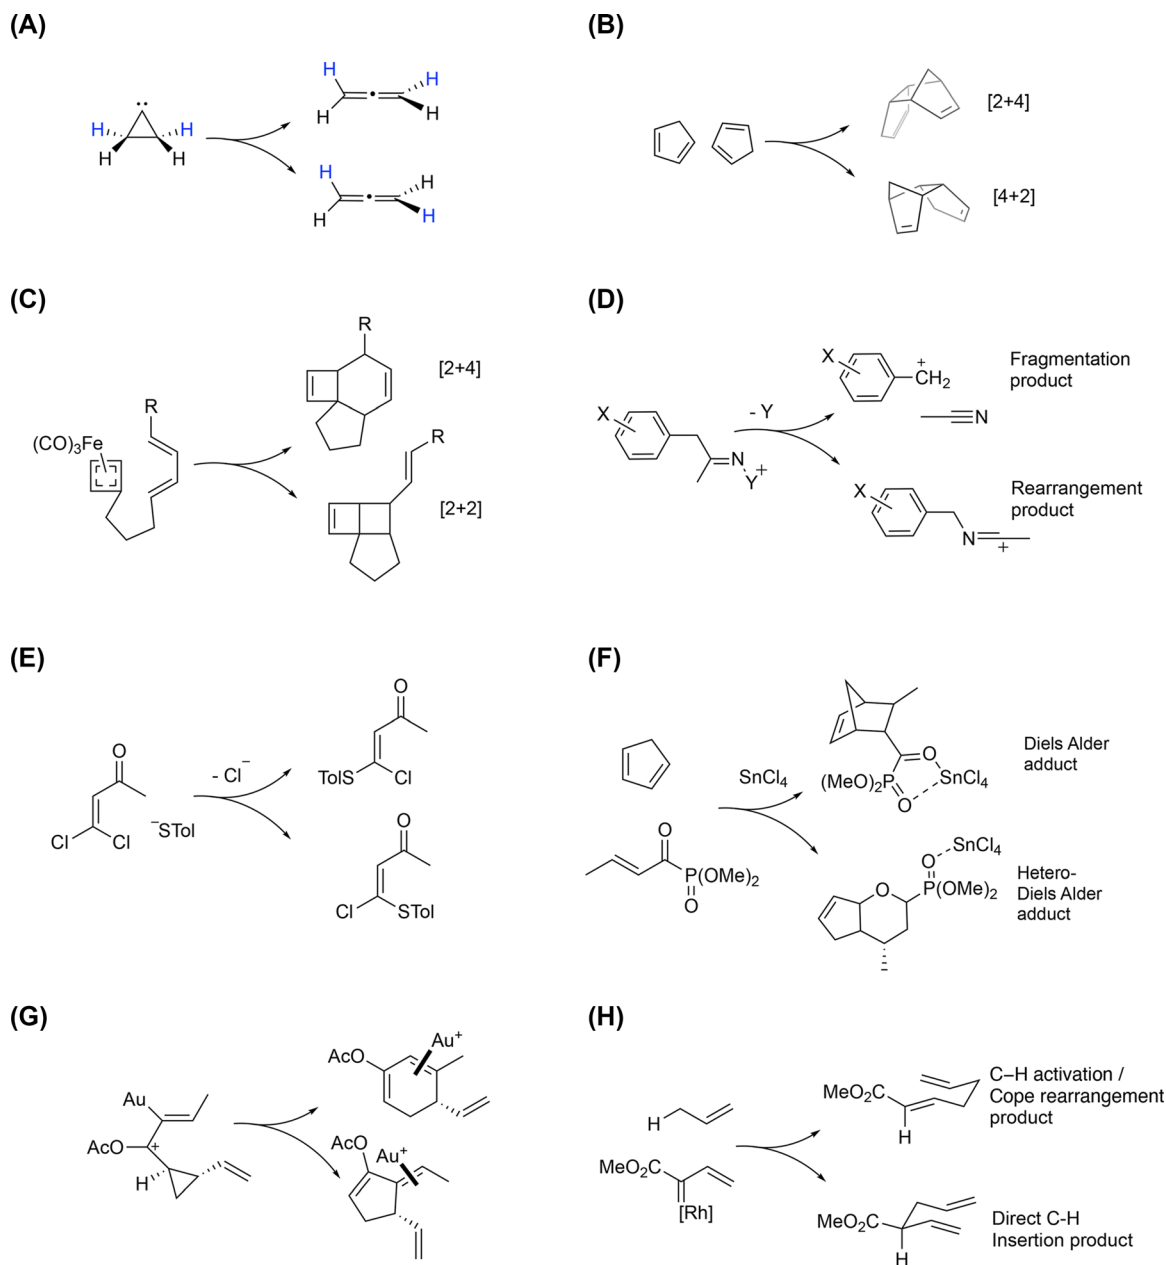 (A)
H
H
H
H
H
H
H
H
H
H
H
H
(B)
[2+4]
[4+2]
(C)
R
(CO)3Fe
R
[2+4]
R
[2+2]
(D)
X
N
Y+
- Y
X
+
CH2
N
Fragmentation
product
X
N
+
Rearrangement
product
(E)
O
Cl
Cl
−STol
- Cl−
O
TolS
Cl
O
Cl
STol
(F)
O
P(OMe)2
O
SnCl4
O
(MeO)2P
SnCl4
O
Diels Alder
adduct
SnCl4
O
O
P(OMe)2
Hetero-
Diels Alder
adduct
(G)
Au
AcO
+
H
Au+
AcO
AcO
Au+
(H)
H
MeO2C
[Rh]
MeO2C
H
C–H activation /
Cope rearrangement
product
MeO2C
H
Direct C-H
Insertion product